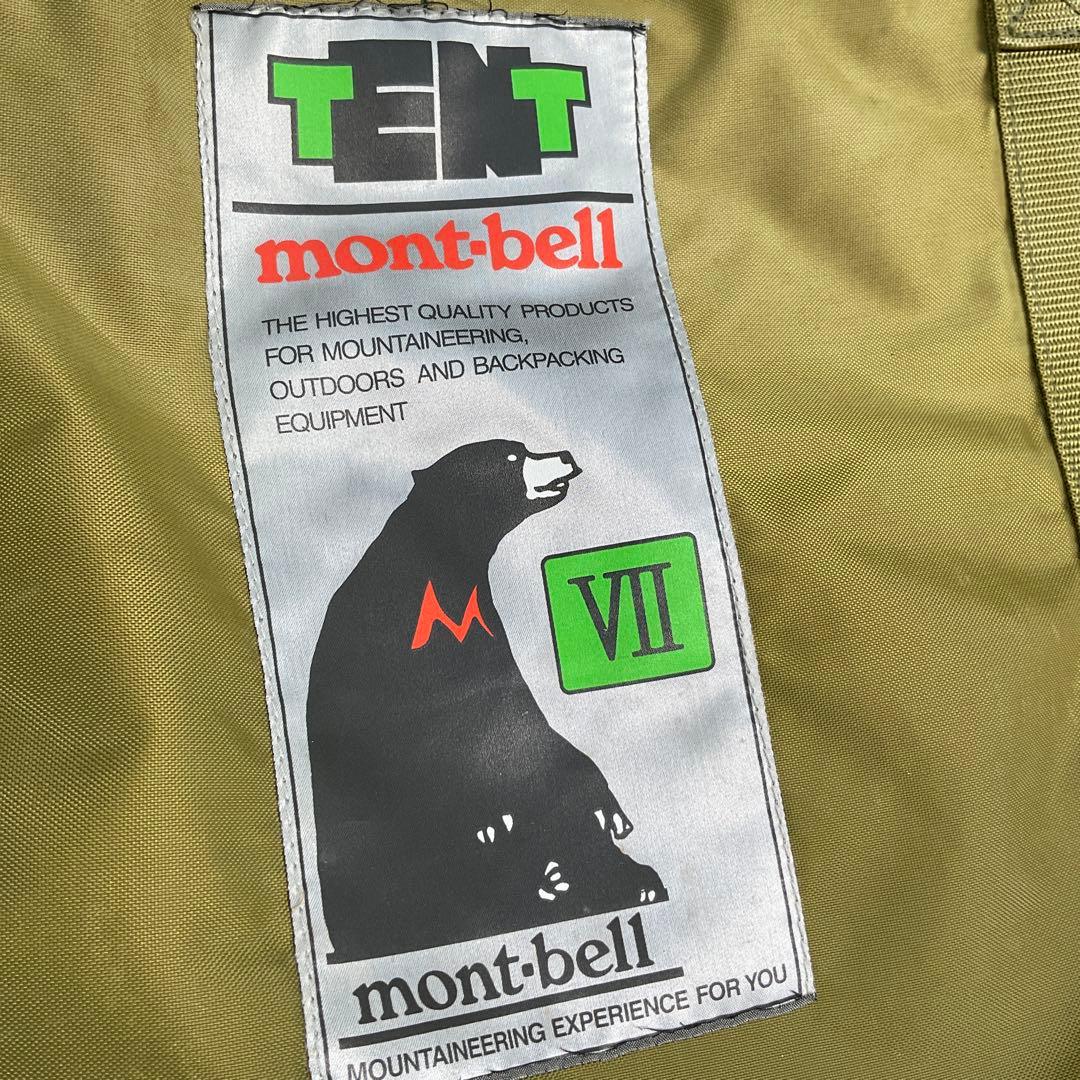 TENT
mont-bell
THE HIGHEST QUALITY PRODUCTS
FOR MOUNTAINEERING,
OUTDOORS AND BACKPACKING
EQUIPMENT
M
VII
mont-bell
MOUNTAINEERING EXPERIENCE FOR YOU